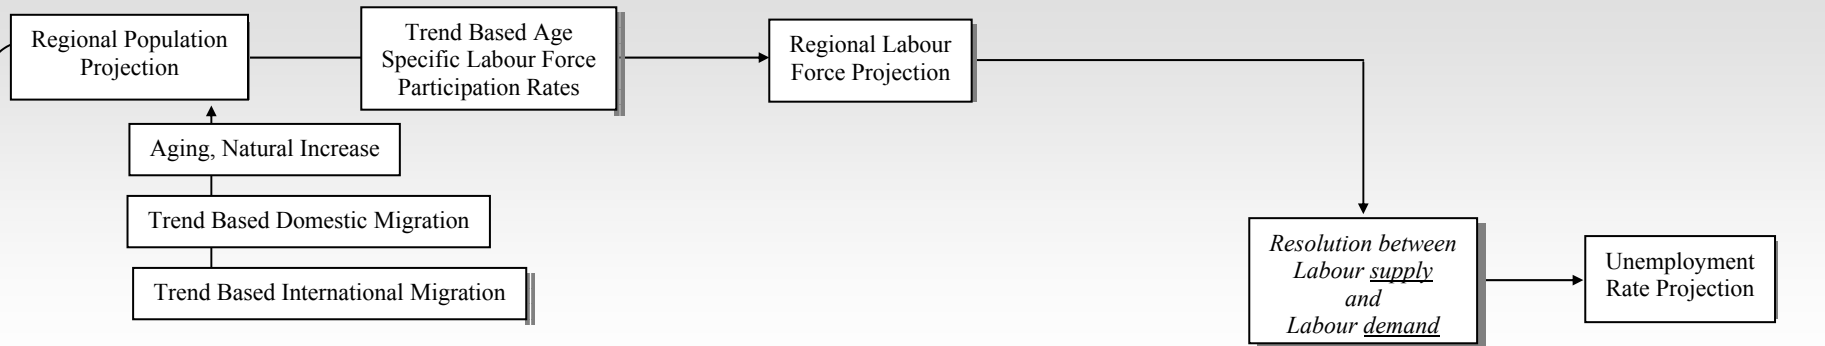 Regional Population
Projection
Trend Based Age
Specific Labour Force
Participation Rates
Regional Labour
Force Projection
Aging, Natural Increase
Trend Based Domestic Migration
Trend Based International Migration
Resolution between
Labour supply
and
Labour demand
Unemployment
Rate Projection